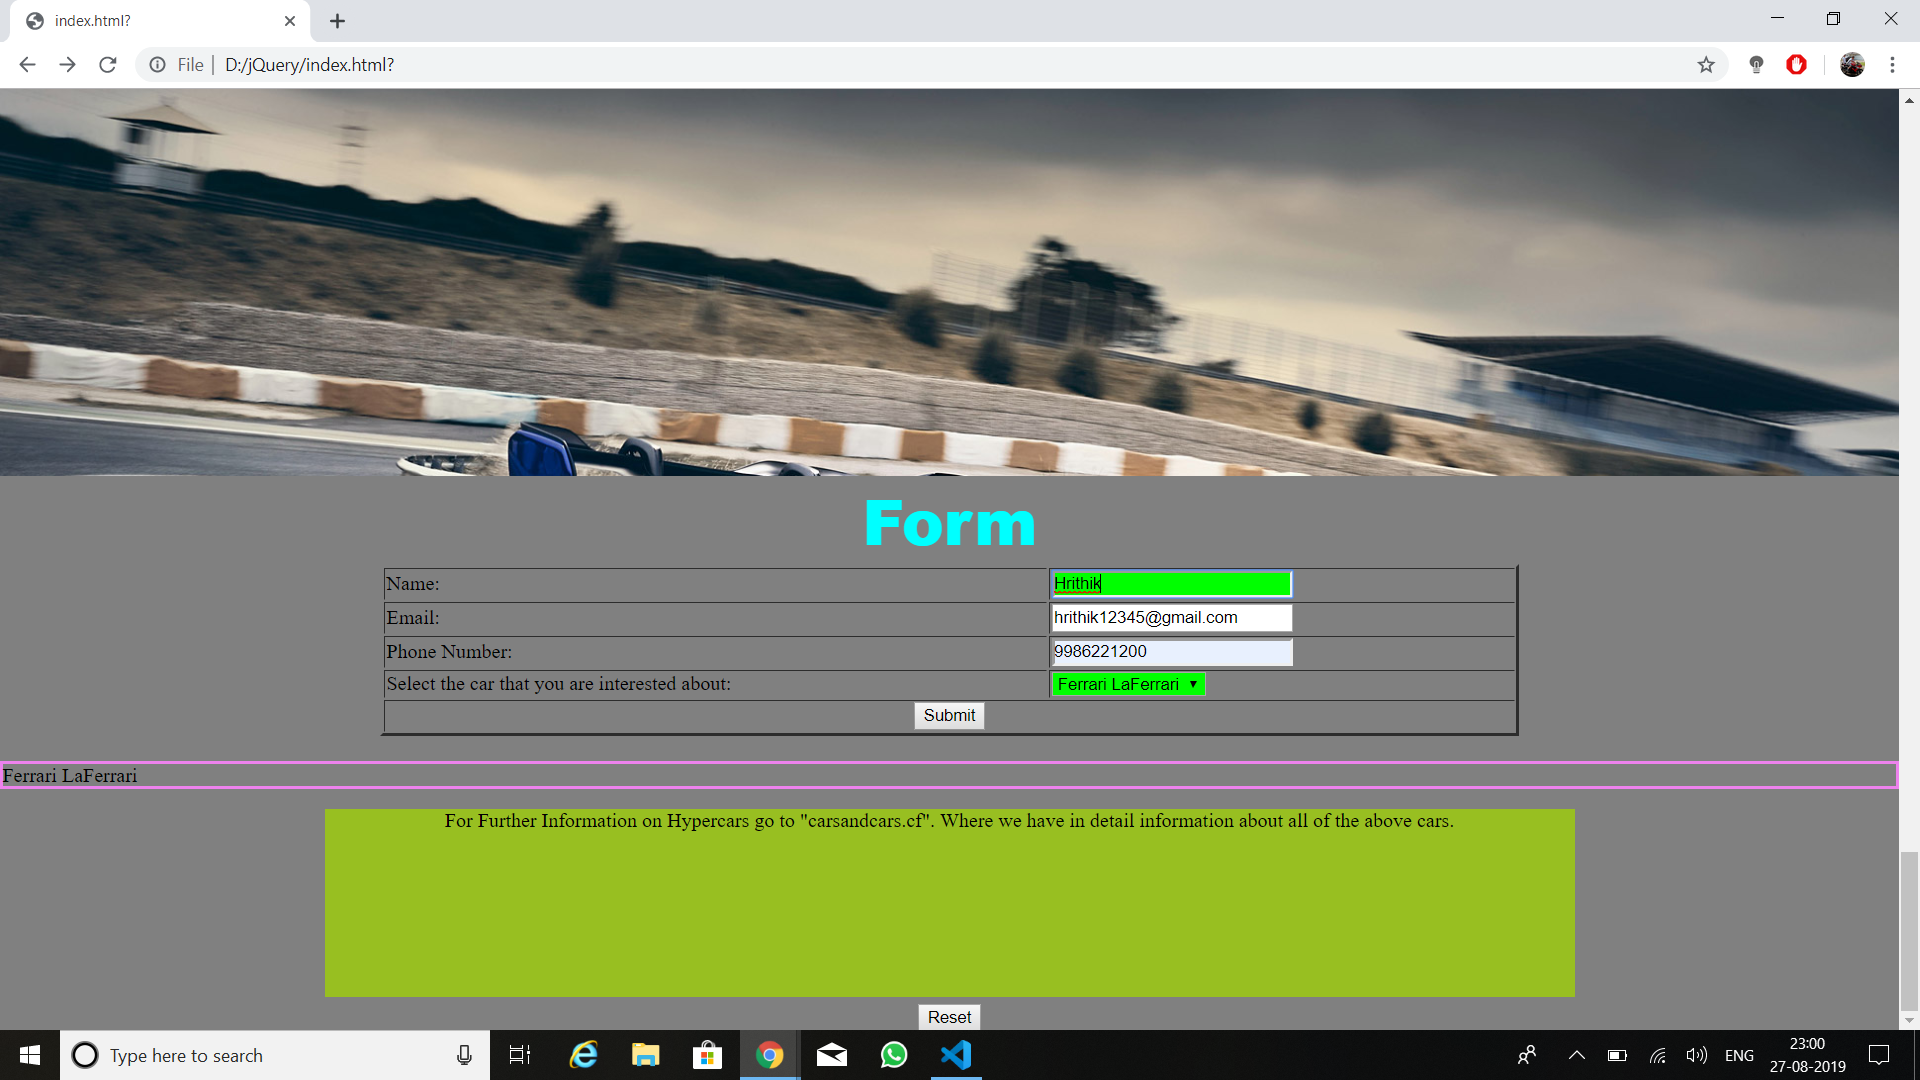 index.html?
File | D:/jQuery/index.html?
Form
Name: Hrithik
Email: hrithik12345@gmail.com
Phone Number: 9986221200
Select the car that you are interested about: Ferrari LaFerrari
Submit
Ferrari LaFerrari
For Further Information on Hypercars go to "carsandcars.cf". Where we have in detail information about all of the above cars.
Reset
Type here to search
ENG
23:00
27-08-2019